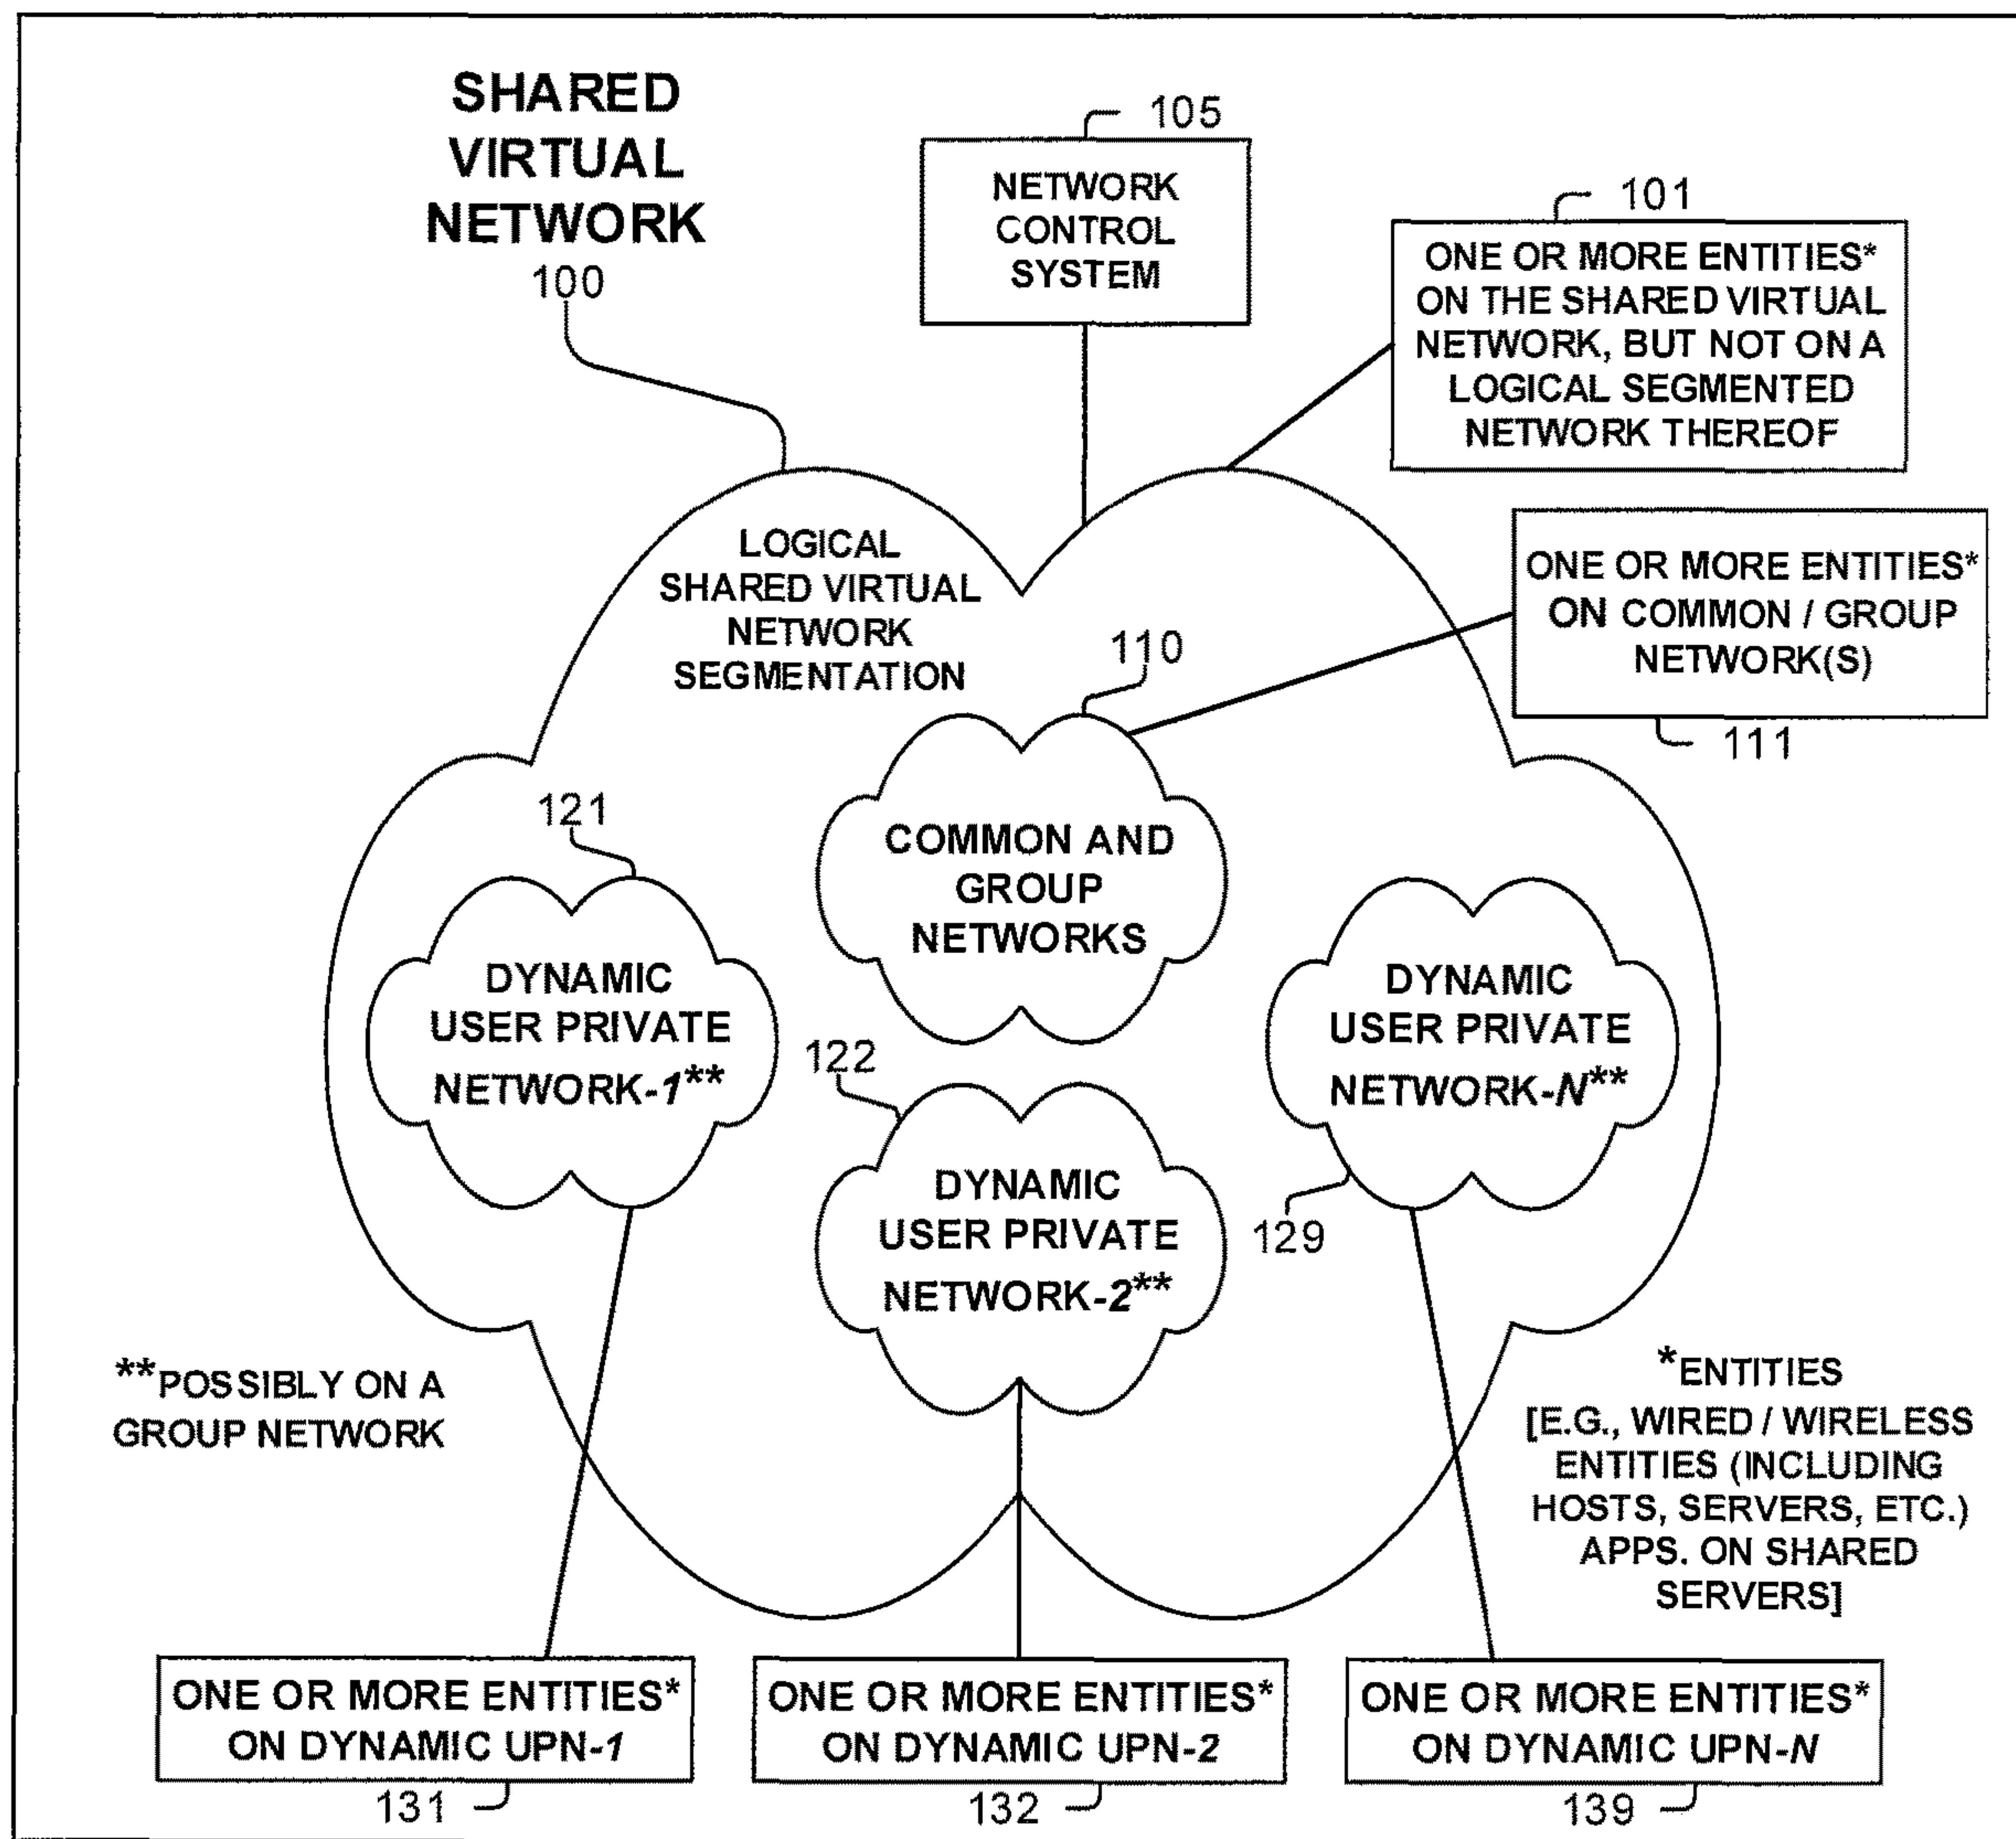 SHARED
VIRTUAL
NETWORK
100
105
NETWORK
CONTROL
SYSTEM
101
ONE OR MORE ENTITIES*
ON THE SHARED VIRTUAL
NETWORK, BUT NOT ON A
LOGICAL SEGMENTED
NETWORK THEREOF
LOGICAL
SHARED VIRTUAL
NETWORK
SEGMENTATION
ONE OR MORE ENTITIES*
ON COMMON / GROUP
NETWORK(S)
111
110
COMMON AND
GROUP
NETWORKS
121
DYNAMIC
USER PRIVATE
NETWORK-1**
122
DYNAMIC
USER PRIVATE
NETWORK-2**
DYNAMIC
USER PRIVATE
NETWORK-N**
129
**POSSIBLY ON A
GROUP NETWORK
*ENTITIES
[E.G., WIRED / WIRELESS
ENTITIES (INCLUDING
HOSTS, SERVERS, ETC.)
APPS. ON SHARED
SERVERS]
ONE OR MORE ENTITIES*
ON DYNAMIC UPN-1
131
ONE OR MORE ENTITIES*
ON DYNAMIC UPN-2
132
ONE OR MORE ENTITIES*
ON DYNAMIC UPN-N
139